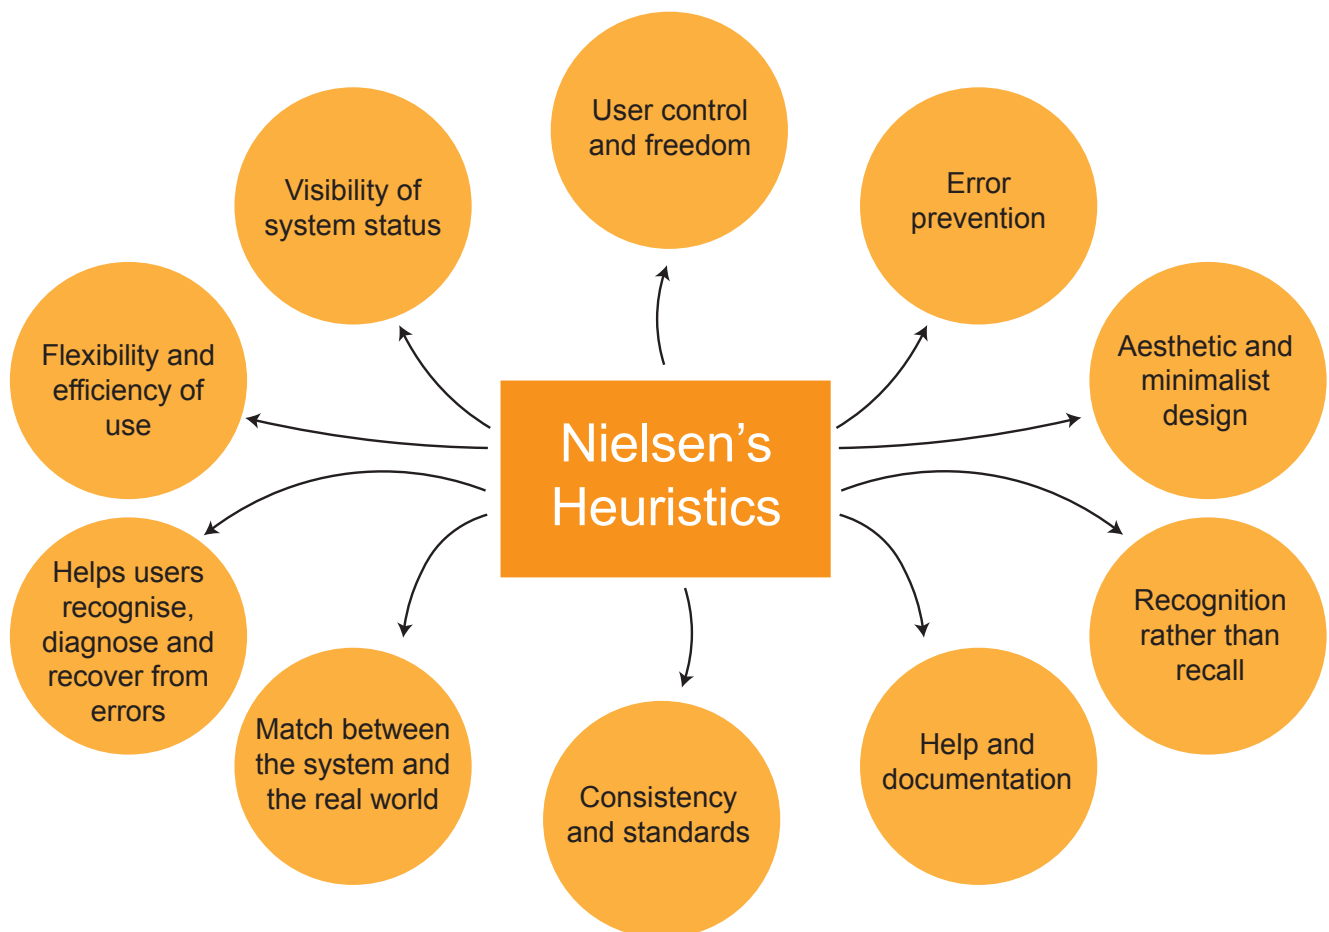 User control
and freedom
Visibility of
system status
Error
prevention
Flexibility and
efficiency of
use
Aesthetic and
minimalist
design
Nielsen’s
Heuristics
Helps users
recognise,
diagnose and
recover from
errors
Recognition
rather than
recall
Match between
the system and
the real world
Help and
documentation
Consistency
and standards